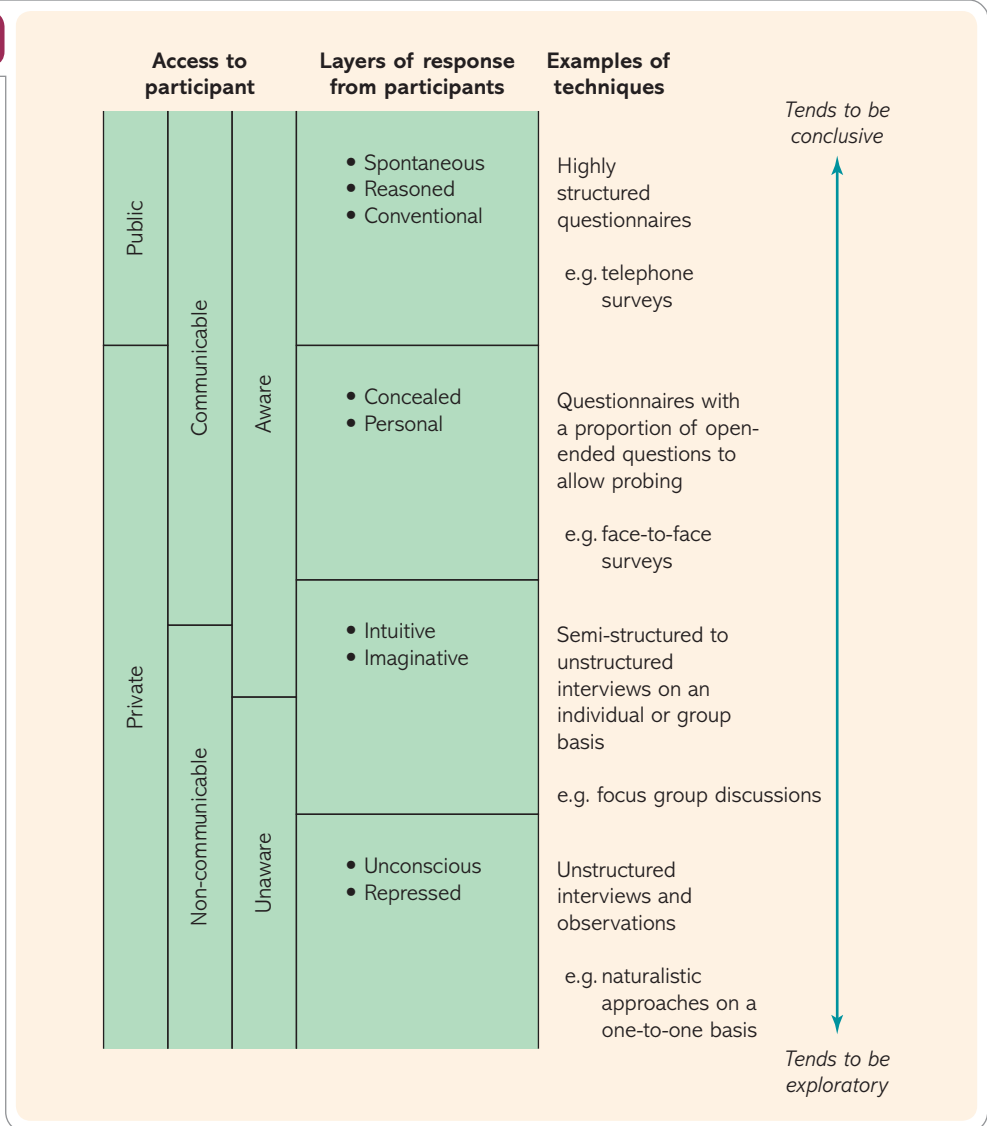 Access to
participant
Layers of response
from participants
Examples of
techniques
Tends to be
conclusive
Public
Private
Communicable
Non-communicable
Aware
Unaware
• Spontaneous
• Reasoned
• Conventional
Highly
structured
questionnaires
e.g. telephone
surveys
• Concealed
• Personal
Questionnaires with
a proportion of open-
ended questions to
allow probing
e.g. face-to-face
surveys
• Intuitive
• Imaginative
Semi-structured to
unstructured
interviews on an
individual or group
basis
e.g. focus group discussions
• Unconscious
• Repressed
Unstructured
interviews and
observations
e.g. naturalistic
approaches on a
one-to-one basis
Tends to be
exploratory